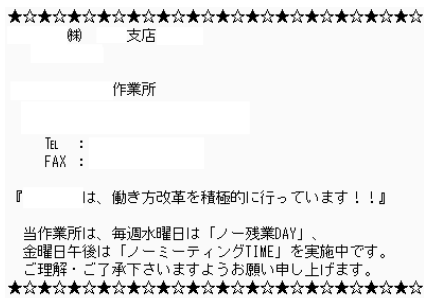 ★☆★☆★☆★☆★☆★☆★☆★☆★☆★☆★☆★☆★☆★☆
㈱ 支店
作業所
℡ ：
FAX ：
『 は、働き方改革を積極的に行っています！！』
当作業所は、毎週水曜日は「ノー残業DAY」、
金曜日午後は「ノーミーティングTIME」を実施中です。
ご理解・ご了承下さいますようお願い申し上げます。
★☆★☆★☆★☆★☆★☆★☆★☆★☆★☆★☆★☆★☆★☆